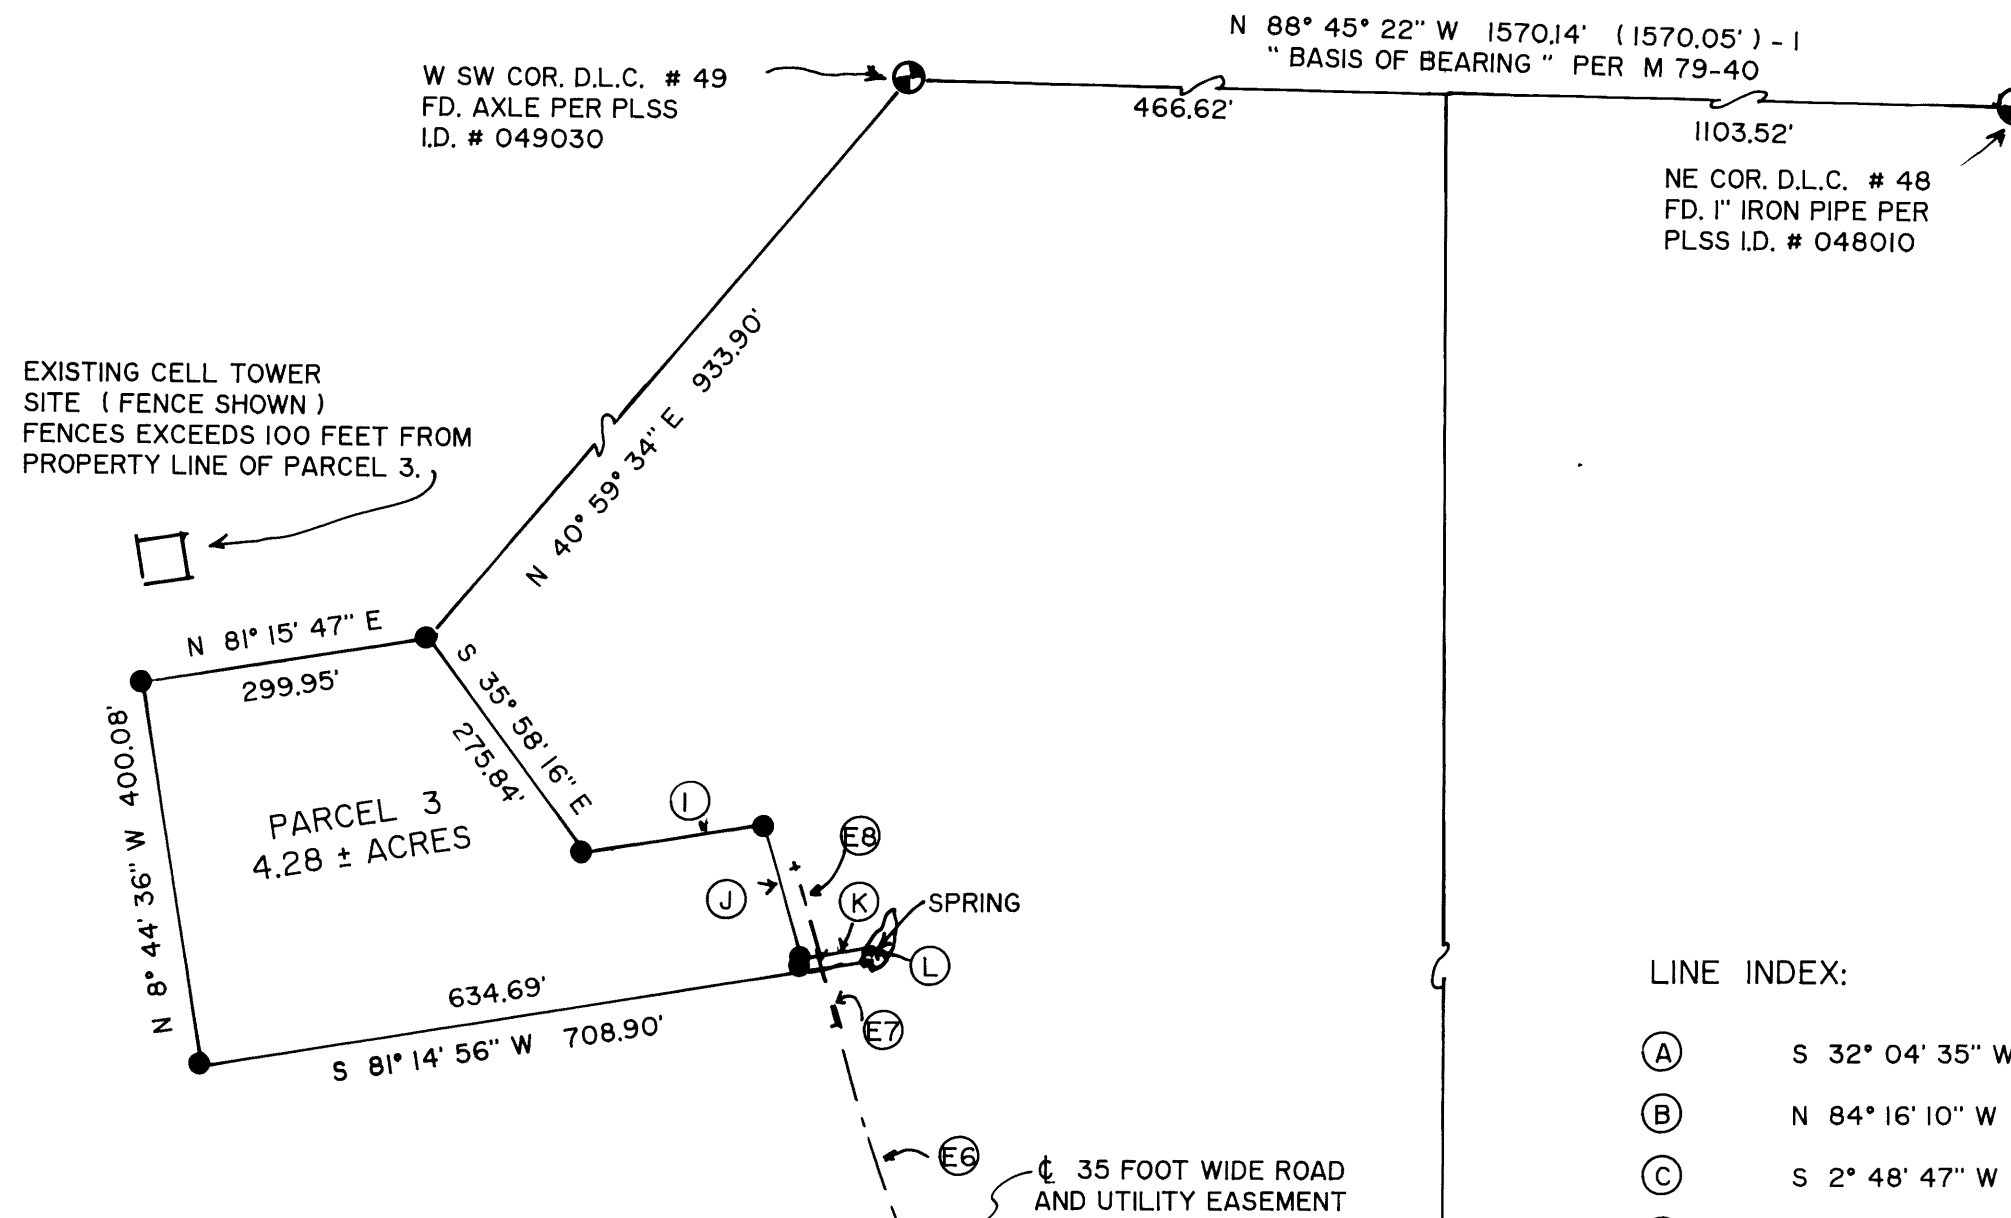 N 88° 45° 22" W 1570.14' (1570.05') - 1
" BASIS OF BEARING " PER M 79-40
W SW COR. D.L.C. # 49
FD. AXLE PER PLSS
I.D. # 049030
466.62'
1103.52'
NE COR. D.L.C. # 48
FD. 1" IRON PIPE PER
PLSS I.D. # 048010
N 40° 59° 34" E 933.90'
EXISTING CELL TOWER
SITE ( FENCE SHOWN )
FENCES EXCEEDS 100 FEET FROM
PROPERTY LINE OF PARCEL 3.
N 81° 15' 47" E
299.95'
S 35° 58' 16" E
275.84'
N 8° 44' 36" W 400.08'
PARCEL 3
4.28 ± ACRES
I
E8
J
K
SPRING
L
634.69'
S 81° 14' 56" W 708.90'
E7
E6
℄ 35 FOOT WIDE ROAD
AND UTILITY EASEMENT
LINE INDEX:
A S 32° 04' 35" W
B N 84° 16' 10" W
C S 2° 48' 47" W